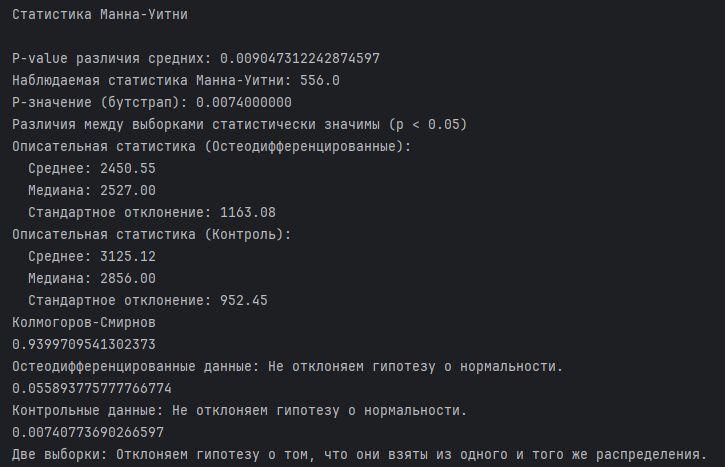 Статистика Манна-Уитни
P-value различия средних: 0.009047312242874597
Наблюдаемая статистика Манна-Уитни: 556.0
P-значение (бутстрап): 0.0074000000
Различия между выборками статистически значимы (p < 0.05)
Описательная статистика (Остеодифференцированные):
Среднее: 2450.55
Медиана: 2527.00
Стандартное отклонение: 1163.08
Описательная статистика (Контроль):
Среднее: 3125.12
Медиана: 2856.00
Стандартное отклонение: 952.45
Колмогоров-Смирнов
0.9399709541302373
Остеодифференцированные данные: Не отклоняем гипотезу о нормальности.
0.055893775777766774
Контрольные данные: Не отклоняем гипотезу о нормальности.
0.00740773690266597
Две выборки: Отклоняем гипотезу о том, что они взяты из одного и того же распределения.